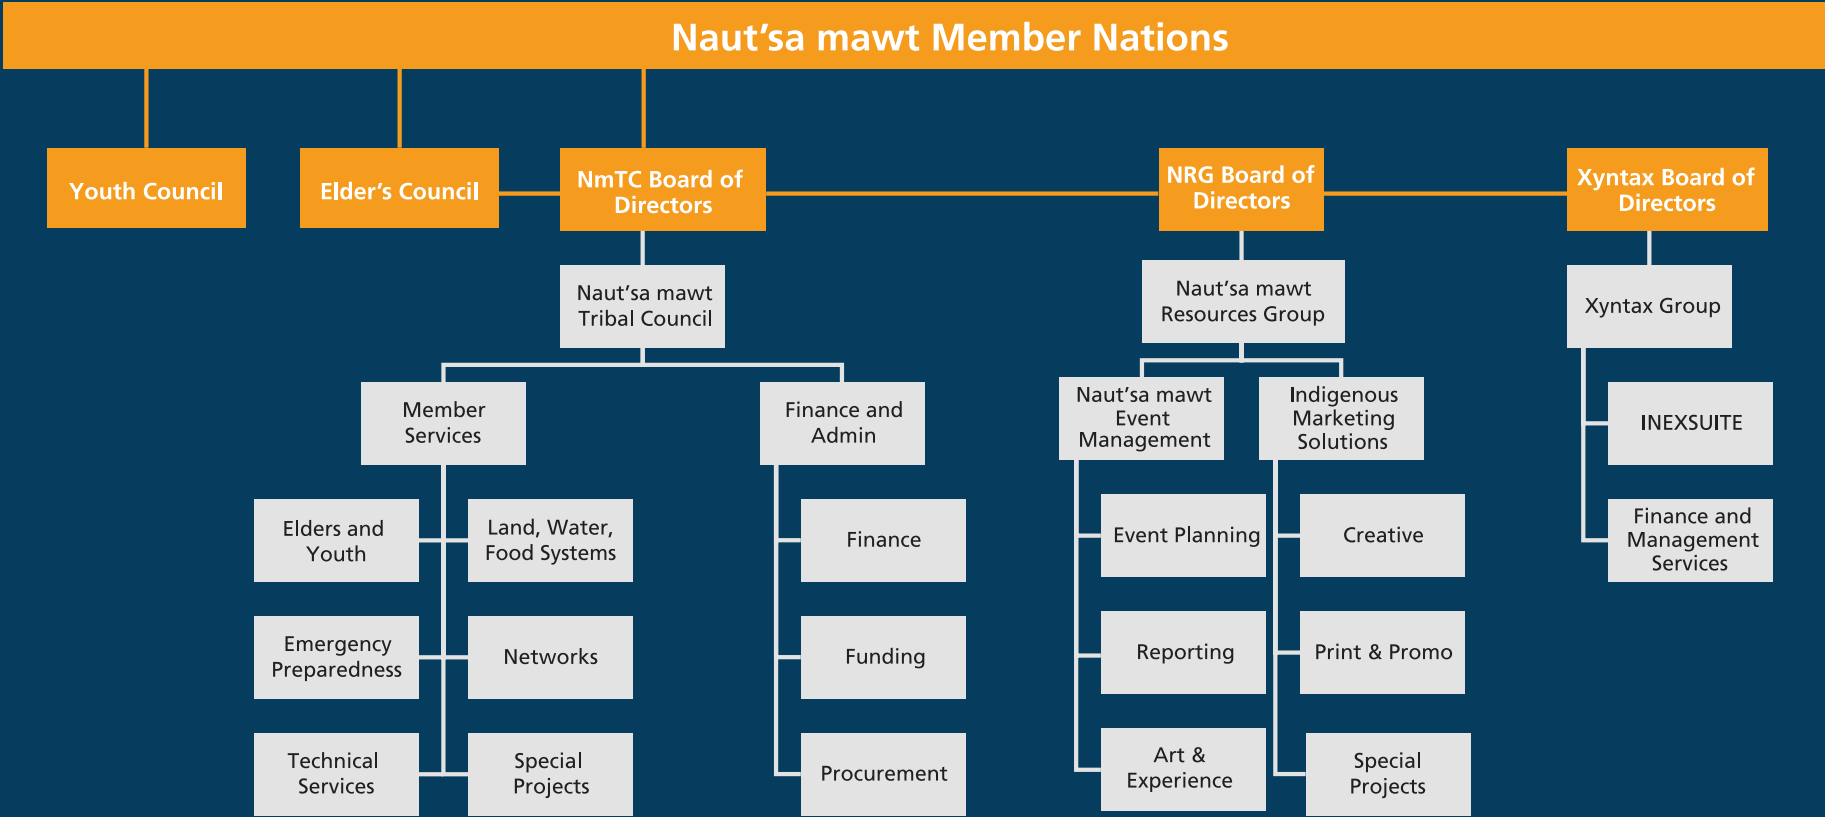 Naut'sa mawt Member Nations
Youth Council
Elder's Council
NmTC Board of
Directors
NRG Board of
Directors
Xyntax Board of
Directors
Naut'sa mawt
Tribal Council
Naut'sa mawt
Resources Group
Xyntax Group
Member
Services
Finance and
Admin
Naut'sa mawt
Event
Management
Indigenous
Marketing
Solutions
INEXSUITE
Elders and
Youth
Land, Water,
Food Systems
Finance
Event Planning
Creative
Finance and
Management
Services
Emergency
Preparedness
Networks
Funding
Reporting
Print & Promo
Technical
Services
Special
Projects
Procurement
Art &
Experience
Special
Projects